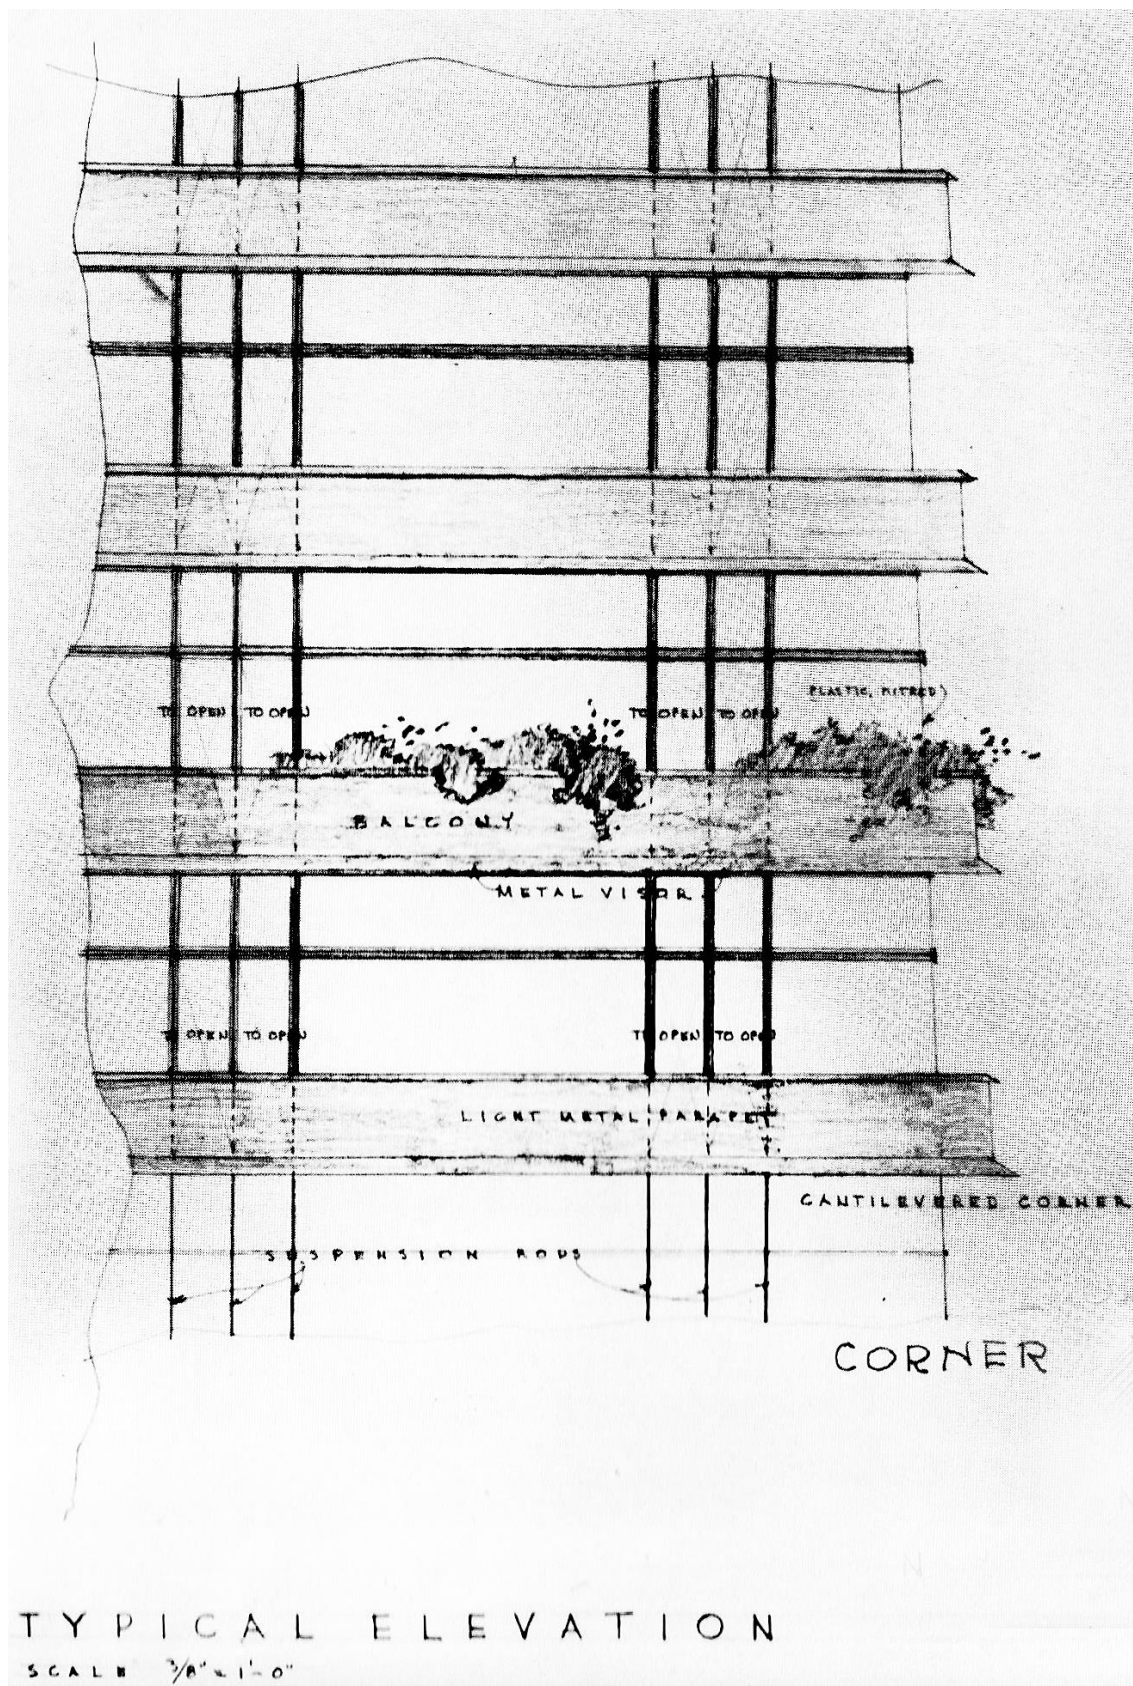 PLASTIC, MITRED
TO OPEN TO OPEN TO OPEN TO OPEN
BALCONY
METAL VISOR.
TO OPEN TO OPEN TO OPEN TO OPEN
LIGHT METAL PARAPET
CANTILEVERED CORNER
SUSPENSION RODS
CORNER
TYPICAL ELEVATION
SCALE 3/8" = 1'-0"